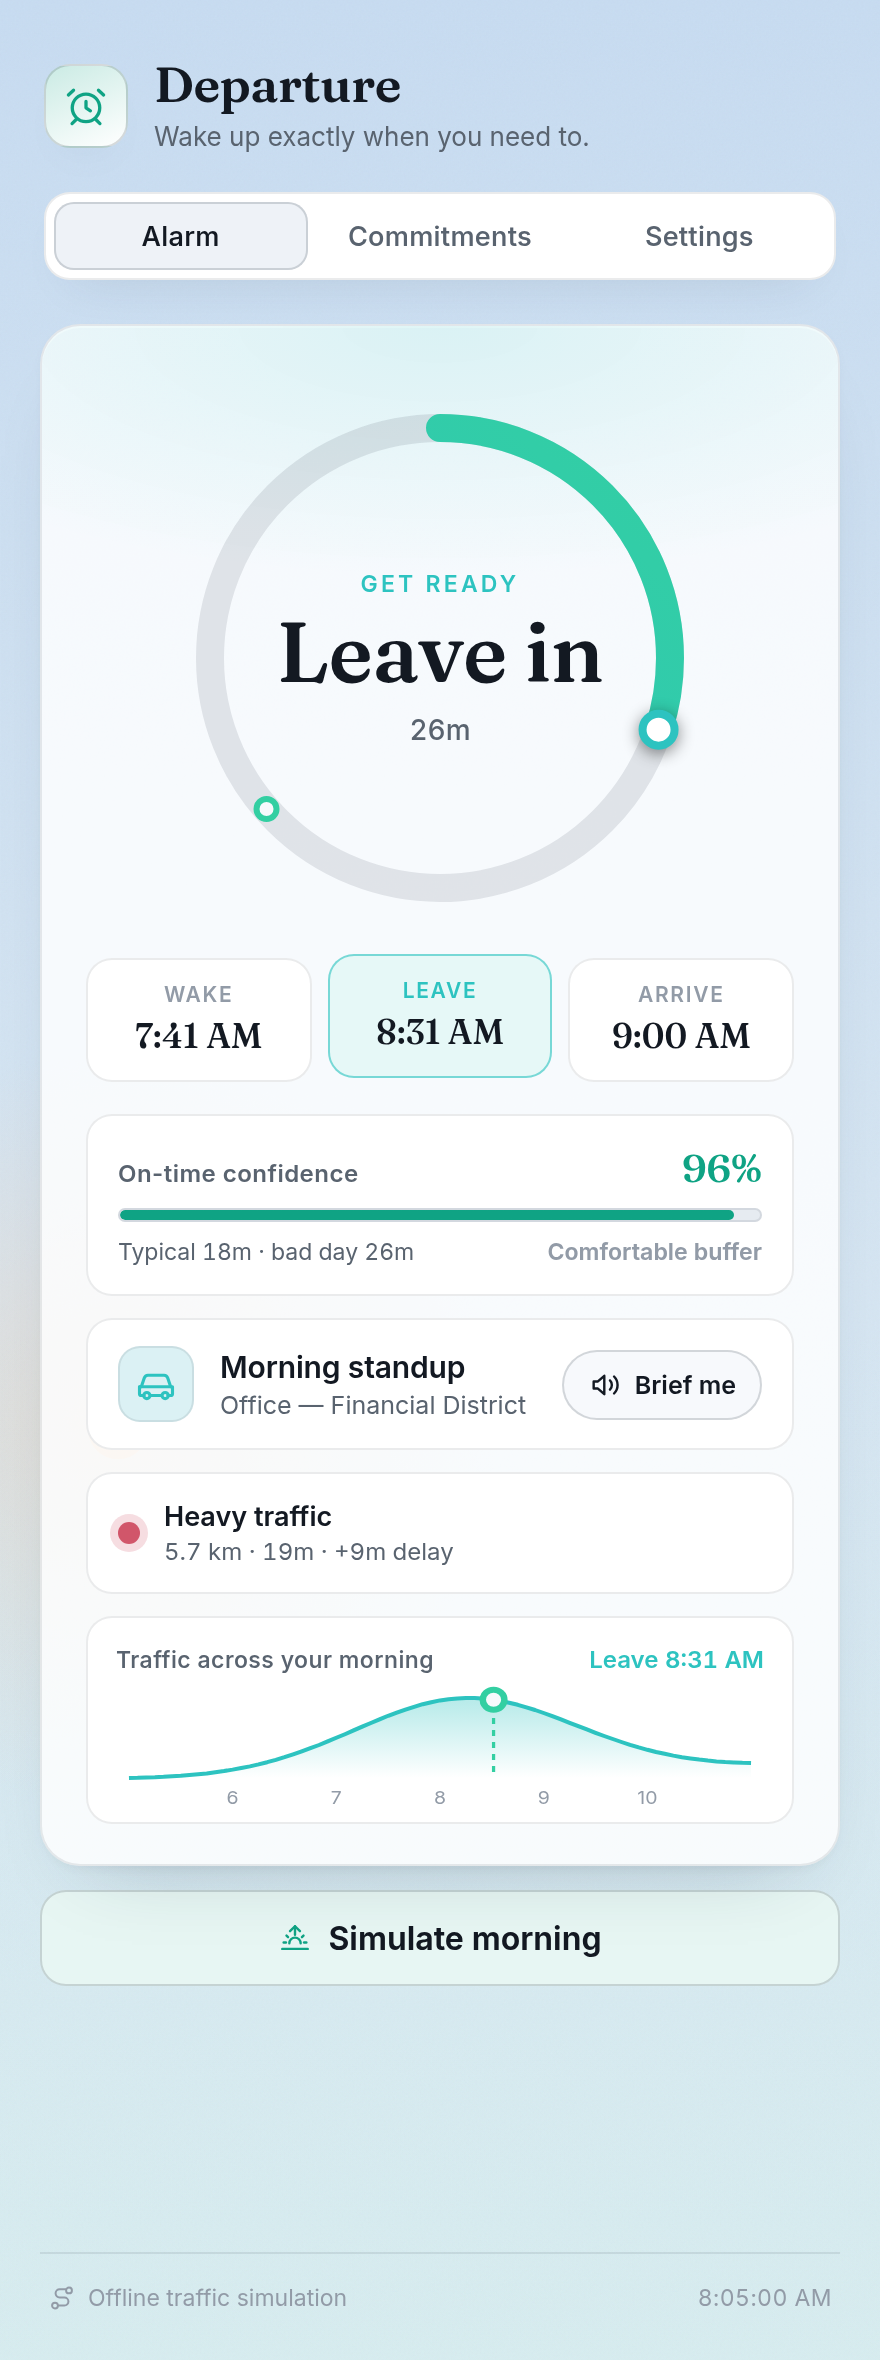 Departure
Wake up exactly when you need to.
Alarm
Commitments
Settings
GET READY
Leave in
26m
WAKE
7:41 AM
LEAVE
8:31 AM
ARRIVE
9:00 AM
On-time confidence
96%
Typical 18m · bad day 26m
Comfortable buffer
Morning standup
Office — Financial District
Brief me
Heavy traffic
5.7 km · 19m · +9m delay
Traffic across your morning
Leave 8:31 AM
6 7 8 9 10
Simulate morning
Offline traffic simulation
8:05:00 AM